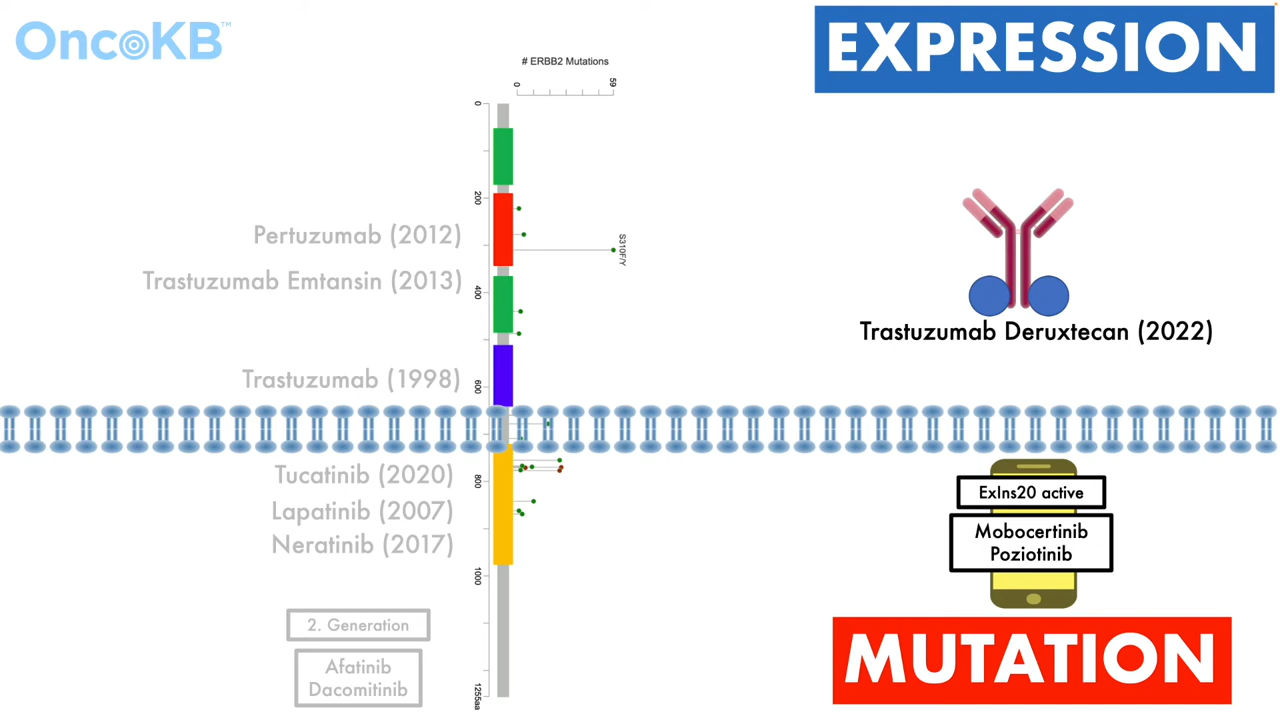 OncoKB™
EXPRESSION
# ERBB2 Mutations
0
59
0
200
S310F/Y
Pertuzumab (2012)
Trastuzumab Emtansin (2013)
400
Trastuzumab Deruxtecan (2022)
Trastuzumab (1998)
600
Tucatinib (2020)
800
Lapatinib (2007)
Neratinib (2017)
ExIns20 active
Mobocertinib
Poziotinib
1000
2. Generation
Afatinib
Dacomitinib
1255aa
MUTATION